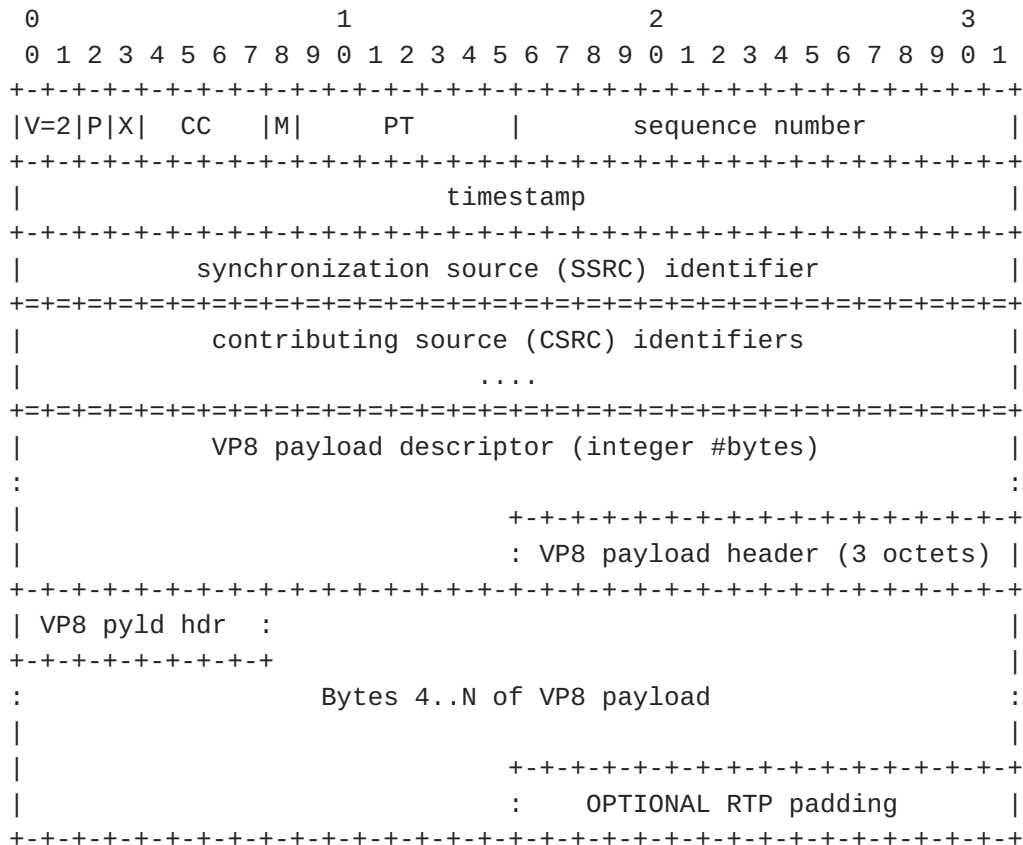 0                   1                   2                   3
 0 1 2 3 4 5 6 7 8 9 0 1 2 3 4 5 6 7 8 9 0 1 2 3 4 5 6 7 8 9 0 1
+-+-+-+-+-+-+-+-+-+-+-+-+-+-+-+-+-+-+-+-+-+-+-+-+-+-+-+-+-+-+-+-+
|V=2|P|X|  CC   |M|     PT      |       sequence number         |
+-+-+-+-+-+-+-+-+-+-+-+-+-+-+-+-+-+-+-+-+-+-+-+-+-+-+-+-+-+-+-+-+
|                           timestamp                           |
+-+-+-+-+-+-+-+-+-+-+-+-+-+-+-+-+-+-+-+-+-+-+-+-+-+-+-+-+-+-+-+-+
|           synchronization source (SSRC) identifier            |
+=+=+=+=+=+=+=+=+=+=+=+=+=+=+=+=+=+=+=+=+=+=+=+=+=+=+=+=+=+=+=+=+
|            contributing source (CSRC) identifiers             |
|                             ....                              |
+=+=+=+=+=+=+=+=+=+=+=+=+=+=+=+=+=+=+=+=+=+=+=+=+=+=+=+=+=+=+=+=+
|            VP8 payload descriptor (integer #bytes)            |
:                                                               :
|                               +-+-+-+-+-+-+-+-+-+-+-+-+-+-+-+-+
|                               : VP8 payload header (3 octets) |
+-+-+-+-+-+-+-+-+-+-+-+-+-+-+-+-+-+-+-+-+-+-+-+-+-+-+-+-+-+-+-+-+
| VP8 pyld hdr  :                                               |
+-+-+-+-+-+-+-+-+                                               |
:                   Bytes 4..N of VP8 payload                   :
|                                                               |
|                               +-+-+-+-+-+-+-+-+-+-+-+-+-+-+-+-+
|                               :    OPTIONAL RTP padding       |
+-+-+-+-+-+-+-+-+-+-+-+-+-+-+-+-+-+-+-+-+-+-+-+-+-+-+-+-+-+-+-+-+